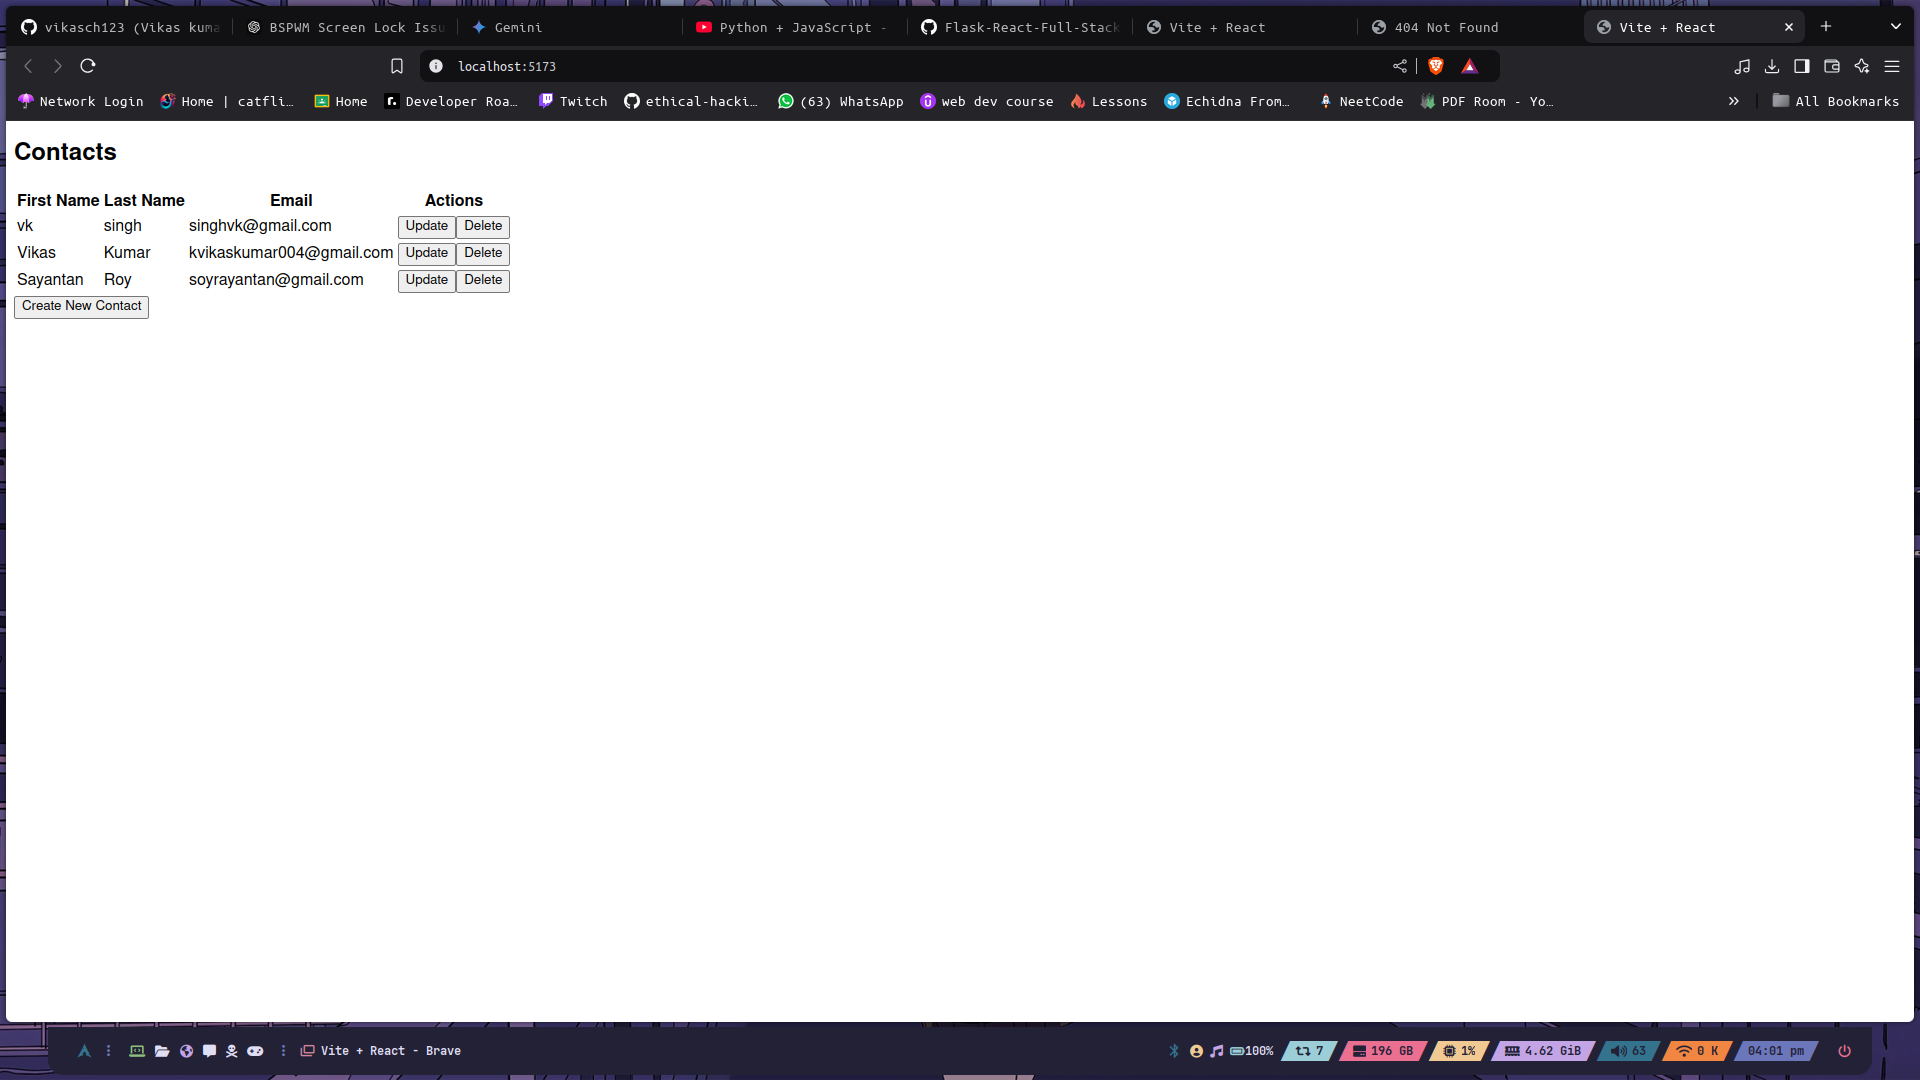 vikasch123 (Vikas kuma
BSPWM Screen Lock Issu
Gemini
Python + JavaScript -
Flask-React-Full-Stack
Vite + React
404 Not Found
Vite + React
localhost:5173
Network Login
Home | catfli…
Home
Developer Roa…
Twitch
ethical-hacki…
(63) WhatsApp
web dev course
Lessons
Echidna From…
NeetCode
PDF Room - Yo…
All Bookmarks
Contacts
First Name Last Name Email Actions
vk singh singhvk@gmail.com Update Delete
Vikas Kumar kvikaskumar004@gmail.com Update Delete
Sayantan Roy soyrayantan@gmail.com Update Delete
Create New Contact
Vite + React - Brave
100%
7
196 GB
1%
4.62 GiB
63
0 K
04:01 pm